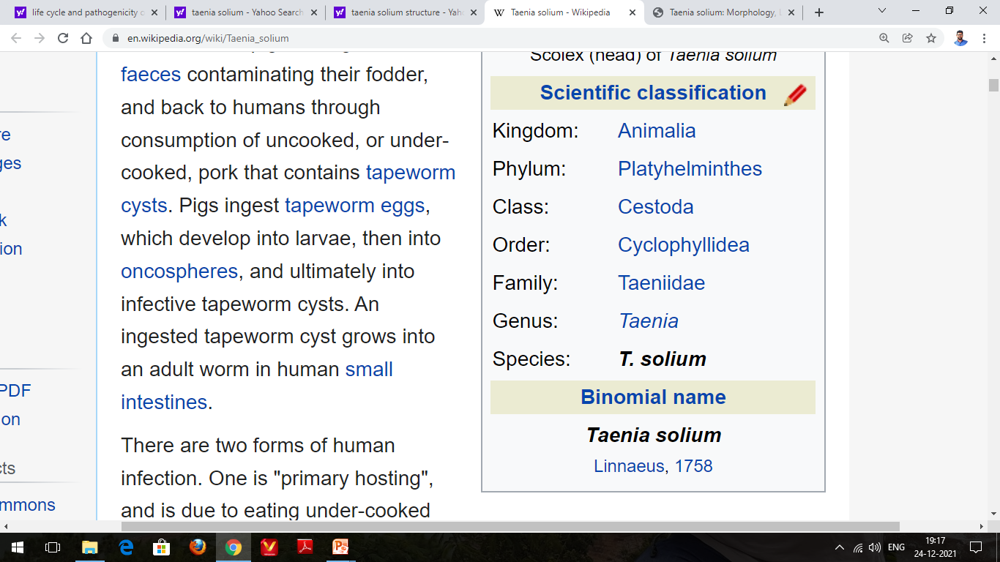 life cycle and pathogenicity o
taenia solium - Yahoo Search
taenia solium structure - Yah
Taenia solium - Wikipedia
Taenia solium: Morphology, L
en.wikipedia.org/wiki/Taenia_solium
re
ges
k
ion
PDF
on
cts
mmons
faeces contaminating their fodder,
and back to humans through
consumption of uncooked, or under-
cooked, pork that contains tapeworm
cysts. Pigs ingest tapeworm eggs,
which develop into larvae, then into
oncospheres, and ultimately into
infective tapeworm cysts. An
ingested tapeworm cyst grows into
an adult worm in human small
intestines.
There are two forms of human
infection. One is "primary hosting",
and is due to eating under-cooked
Scolex (head) of Taenia solium
Scientific classification
Kingdom: Animalia
Phylum: Platyhelminthes
Class: Cestoda
Order: Cyclophyllidea
Family: Taeniidae
Genus: Taenia
Species: T. solium
Binomial name
Taenia solium
Linnaeus, 1758
ENG
19:17
24-12-2021